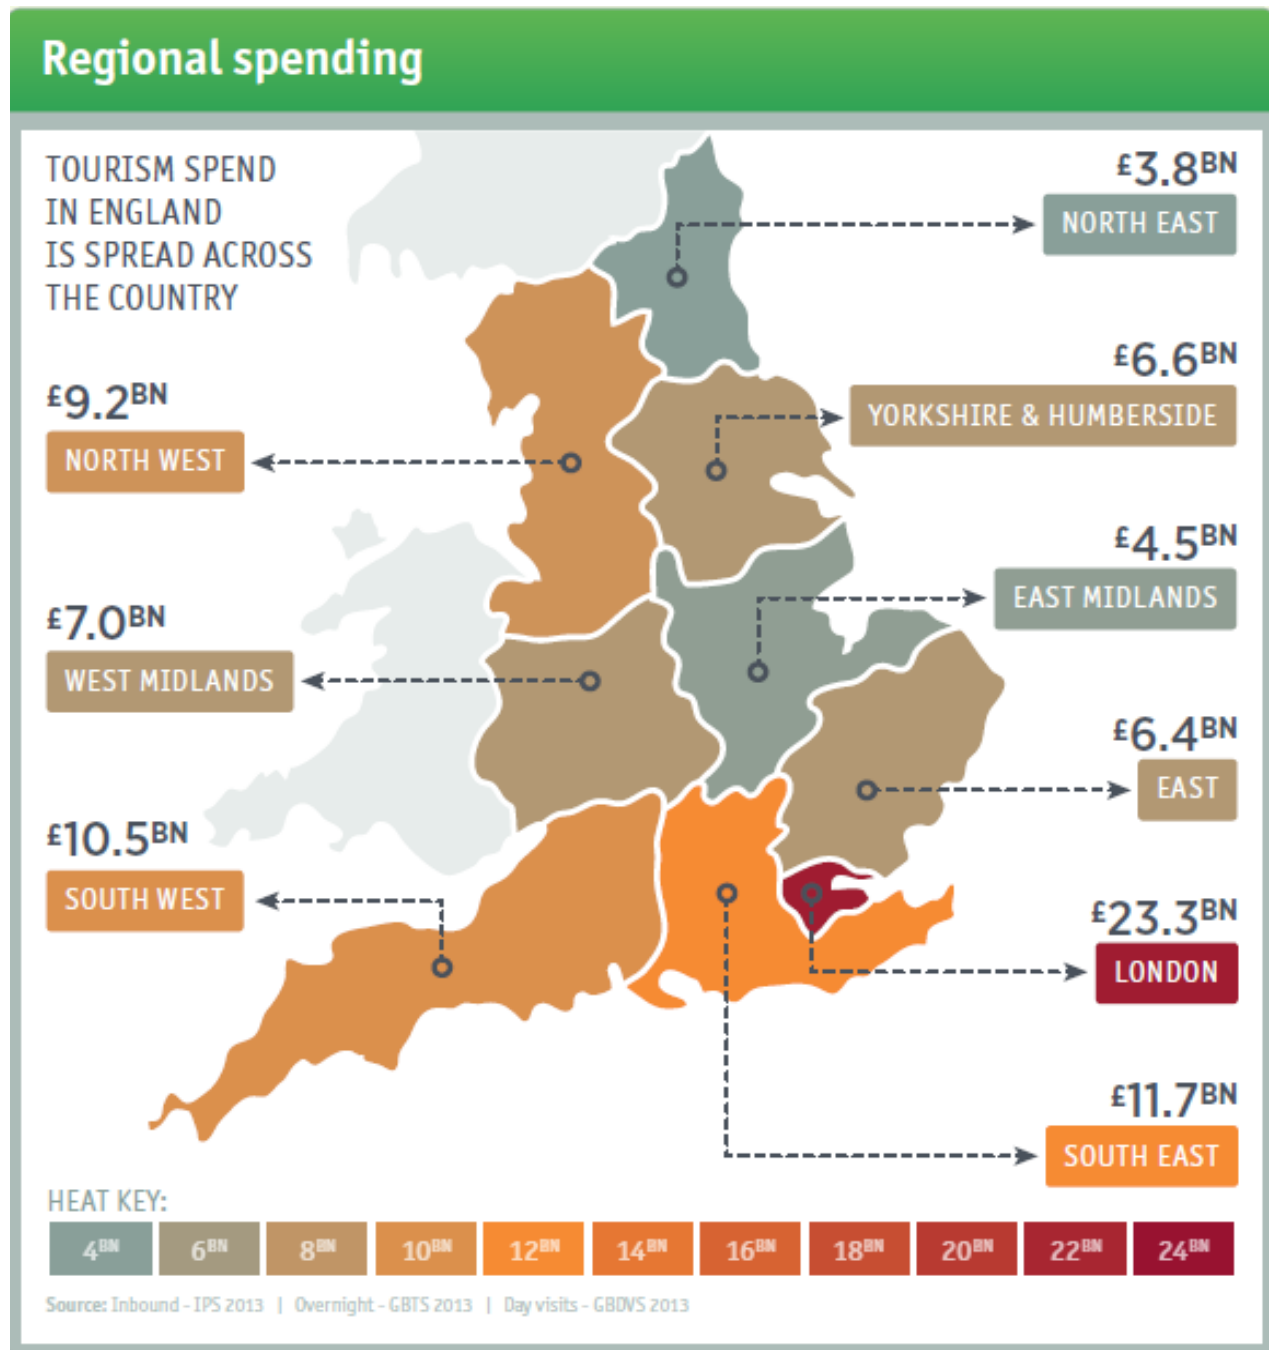 Regional spending
TOURISM SPEND
IN ENGLAND
IS SPREAD ACROSS
THE COUNTRY
£3.8BN
NORTH EAST
£6.6BN
YORKSHIRE & HUMBERSIDE
£9.2BN
NORTH WEST
£4.5BN
EAST MIDLANDS
£7.0BN
WEST MIDLANDS
£6.4BN
EAST
£10.5BN
SOUTH WEST
£23.3BN
LONDON
£11.7BN
SOUTH EAST
HEAT KEY:
4BN 6BN 8BN 10BN 12BN 14BN 16BN 18BN 20BN 22BN 24BN
Source: Inbound - IPS 2013 | Overnight - GBTS 2013 | Day visits - GBDVS 2013